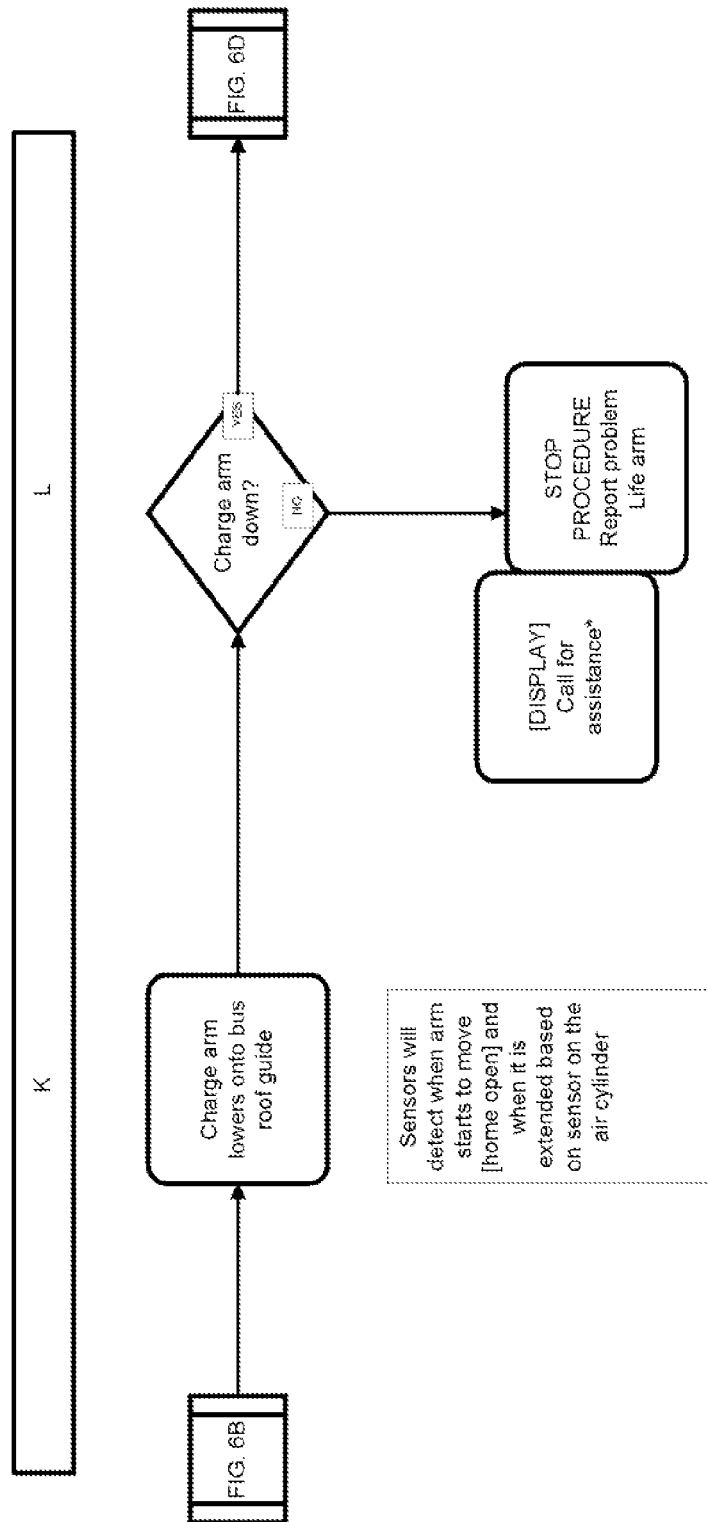 K
L
FIG. 6B
Charge arm
lowers onto bus
roof guide
Charge arm
down?
YES
NO
FIG. 6D
Sensors will
detect when arm
starts to move
[home open] and
when it is
extended based
on sensor on the
air cylinder
[DISPLAY]
Call for
assistance*
STOP
PROCEDURE
Report problem
Life arm